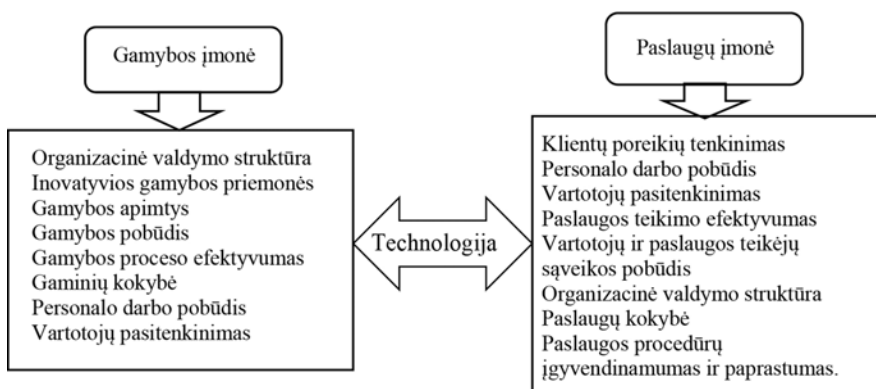 Gamybos įmonė
Organizacinė valdymo struktūra
Inovatyvios gamybos priemonės
Gamybos apimtys
Gamybos pobūdis
Gamybos proceso efektyvumas
Gaminių kokybė
Personalo darbo pobūdis
Vartotojų pasitenkinimas
Technologija
Paslaugų įmonė
Klientų poreikių tenkinimas
Personalo darbo pobūdis
Vartotojų pasitenkinimas
Paslaugos teikimo efektyvumas
Vartotojų ir paslaugos teikėjų
sąveikos pobūdis
Organizacinė valdymo struktūra
Paslaugų kokybė
Paslaugos procedūrų
įgyvendinamumas ir paprastumas.